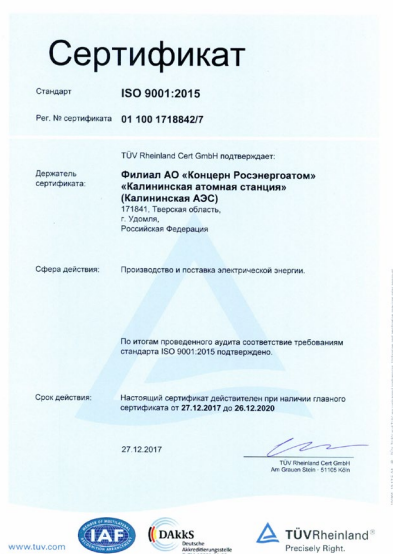 Сертификат
Стандарт ISO 9001:2015
Рег. № сертификата 01 100 1718842/7
TÜV Rheinland Cert GmbH подтверждает:
Держатель сертификата:
Филиал АО «Концерн Росэнергоатом»
«Калининская атомная станция»
(Калининская АЭС)
171841, Тверская область,
г. Удомля,
Российская Федерация
Сфера действия: Производство и поставка электрической энергии.
По итогам проведенного аудита соответствие требованиям
стандарта ISO 9001:2015 подтверждено.
Срок действия: Настоящий сертификат действителен при наличии главного
сертификата от 27.12.2017 до 26.12.2020
27.12.2017
TÜV Rheinland Cert GmbH
Am Grauen Stein · 51105 Köln
www.tuv.com
IAF
DAkkS
Deutsche
Akkreditierungsstelle
TÜVRheinland®
Precisely Right.